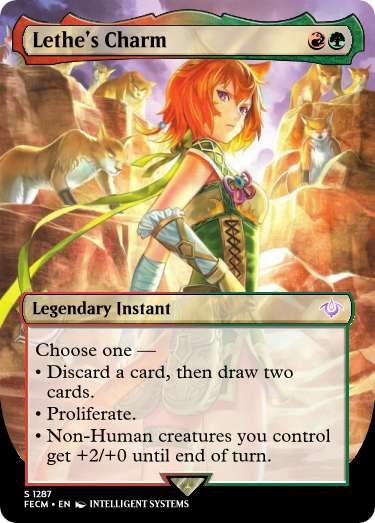 Lethe's Charm
Legendary Instant
Choose one —
• Discard a card, then draw two
cards.
• Proliferate.
• Non-Human creatures you control
get +2/+0 until end of turn.
S 1287
FECM • EN INTELLIGENT SYSTEMS